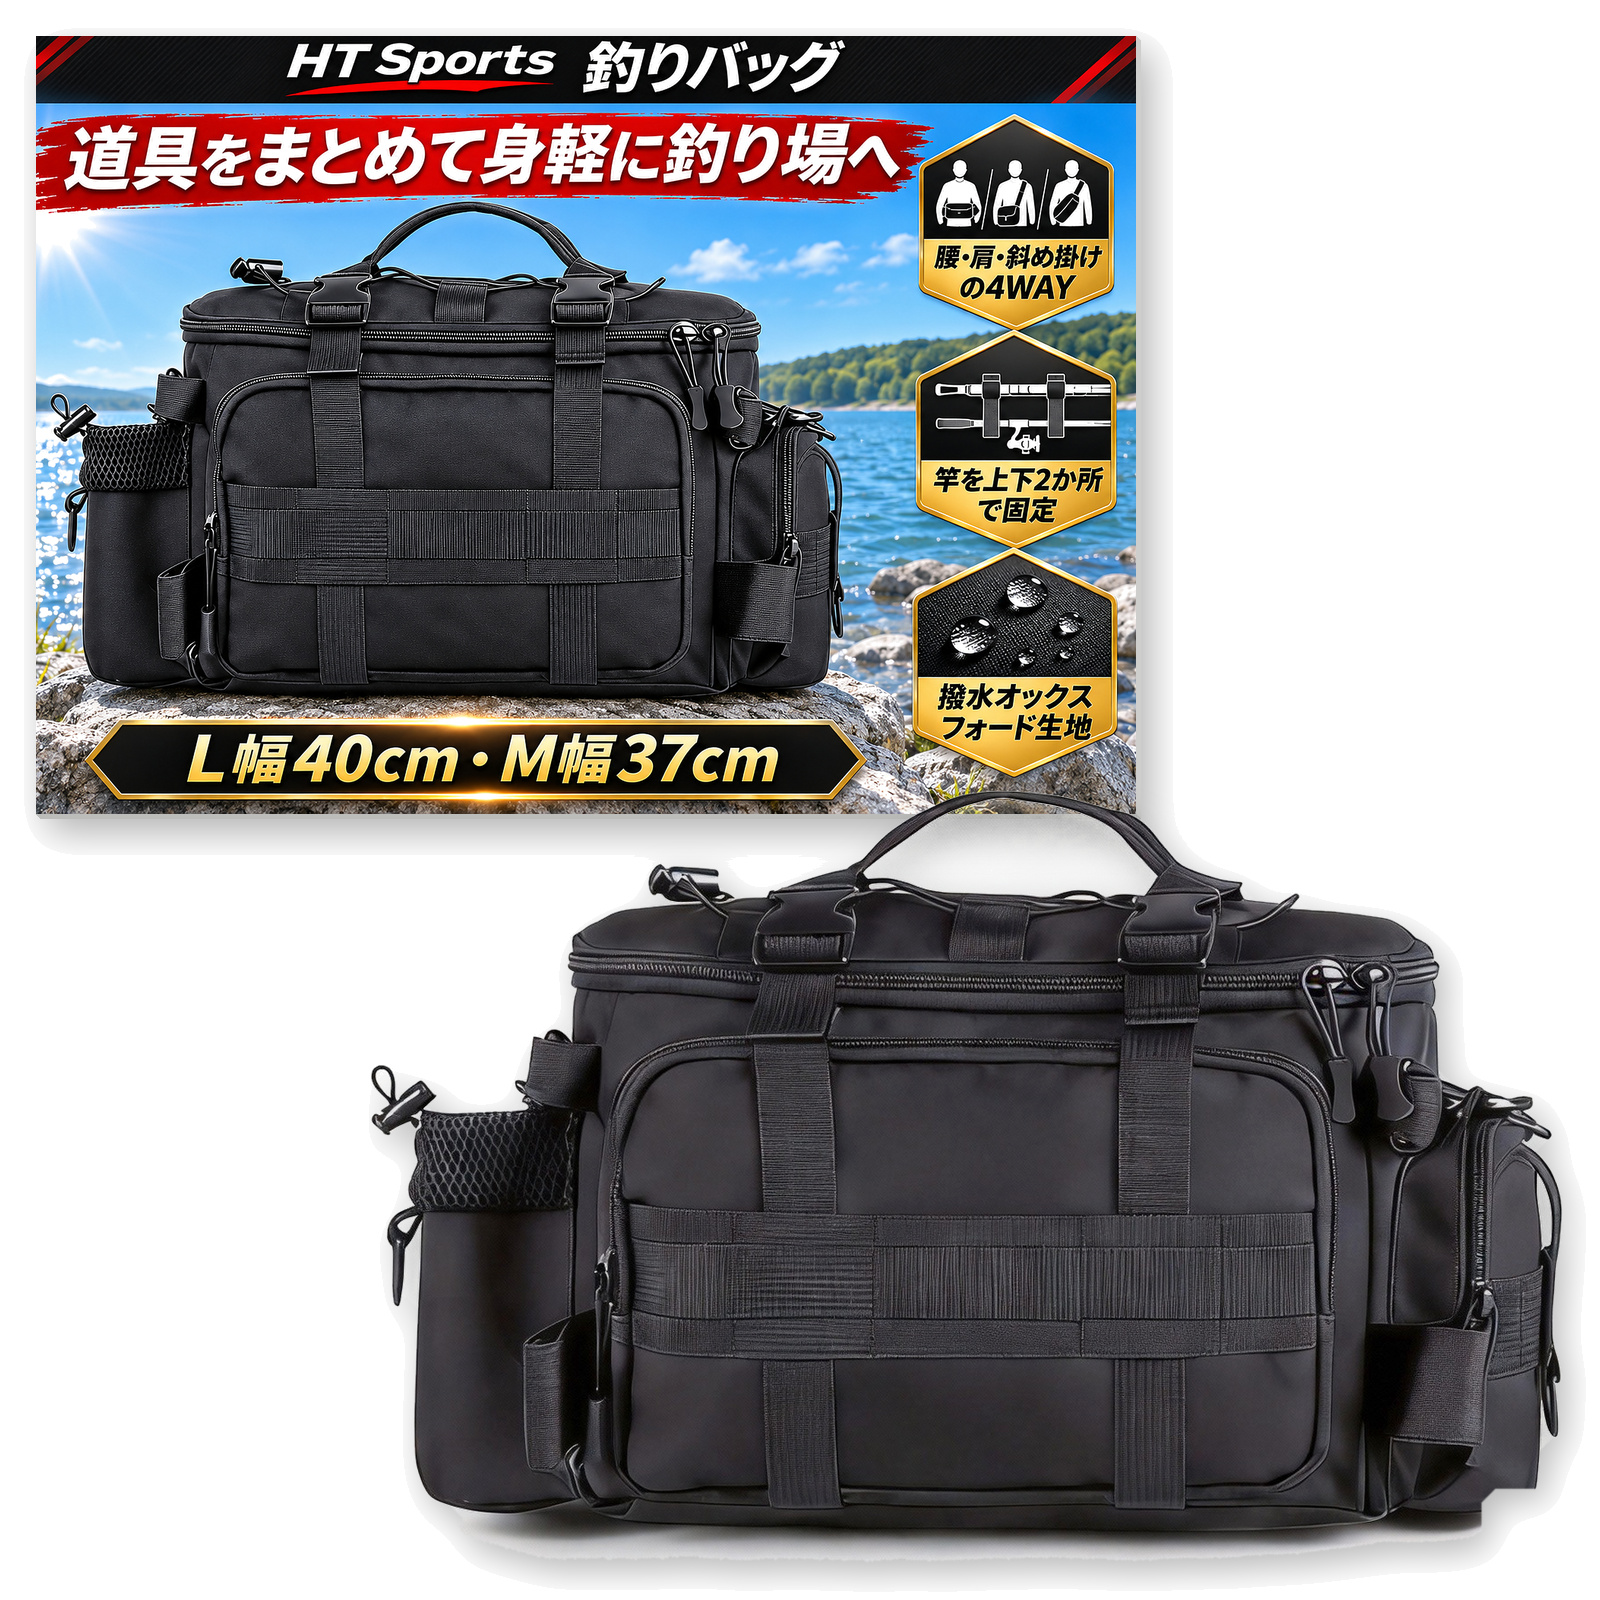 HT Sports 釣りバッグ
道具をまとめて身軽に釣り場へ
腰・肩・斜め掛け
の4WAY
竿を上下2か所
で固定
撥水オックス
フォード生地
L幅40cm・M幅37cm